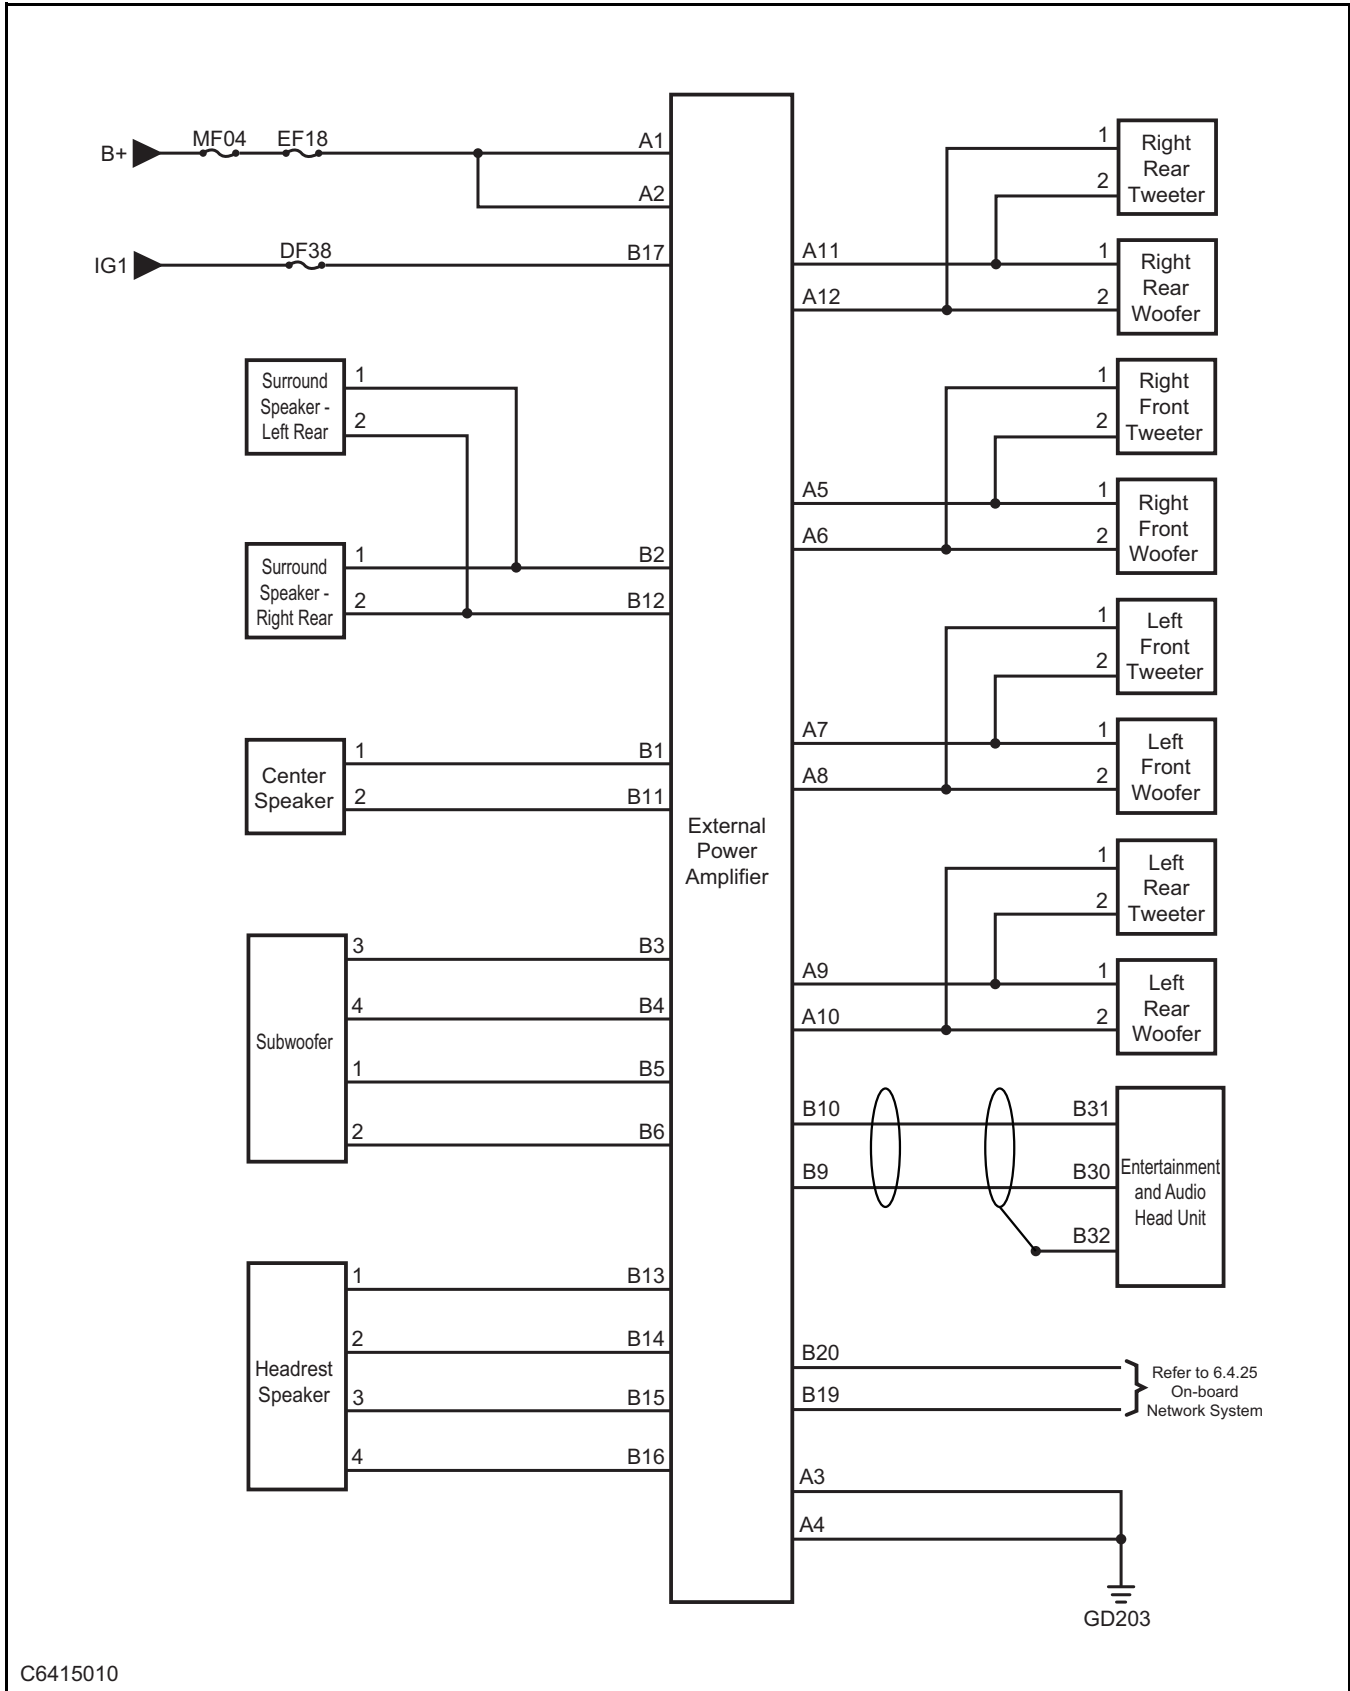 B+
MF04
EF18
A1
A2
IG1
DF38
B17
Surround
Speaker -
Left Rear
1
2
Surround
Speaker -
Right Rear
1
2
B2
B12
Center
Speaker
1
2
B1
B11
Subwoofer
3
4
1
2
B3
B4
B5
B6
Headrest
Speaker
1
2
3
4
B13
B14
B15
B16
External
Power
Amplifier
1
2
Right
Rear
Tweeter
A11
A12
1
2
Right
Rear
Woofer
1
2
Right
Front
Tweeter
A5
A6
1
2
Right
Front
Woofer
1
2
Left
Front
Tweeter
A7
A8
1
2
Left
Front
Woofer
1
2
Left
Rear
Tweeter
A9
A10
1
2
Left
Rear
Woofer
B10
B9
B31
B30
B32
Entertainment
and Audio
Head Unit
B20
B19
Refer to 6.4.25
On-board
Network System
A3
A4
GD203
C6415010